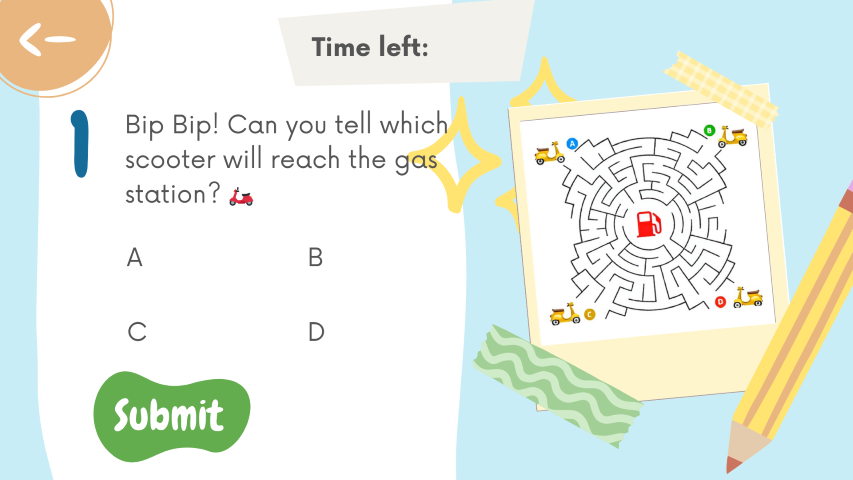 Time left:
1
Bip Bip! Can you tell which
scooter will reach the gas
station?
A
B
C
D
Submit
A
B
C
D